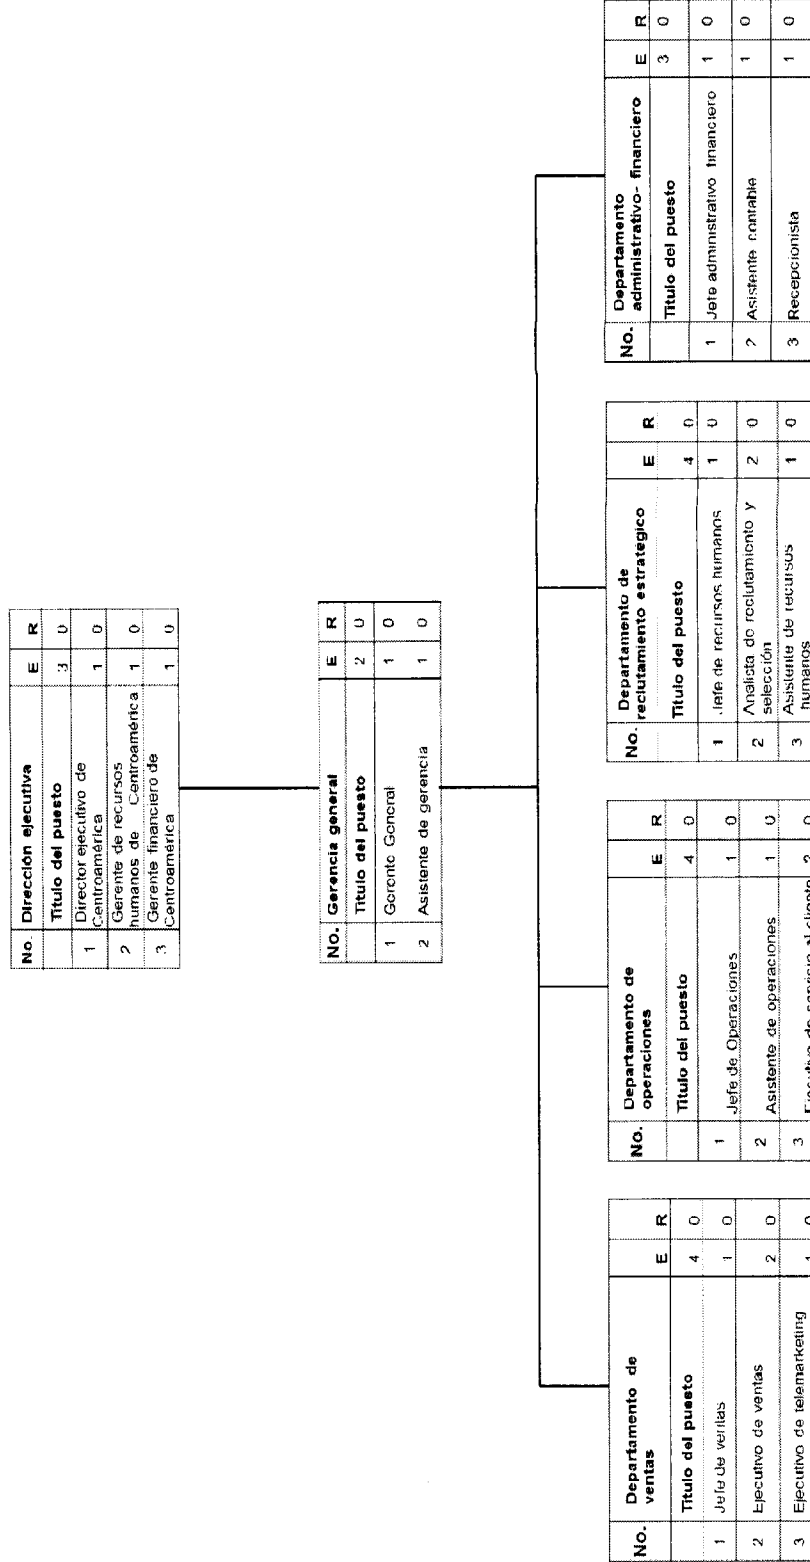 No. Dirección ejecutiva E R
Título del puesto 3 0
1 Director ejecutivo de Centroamérica 1 0
2 Gerente de recursos humanos de Centroamérica 1 0
3 Gerente financiero de Centroamérica 1 0
No. Gerencia general E R
Título del puesto 2 0
1 Gerente General 1 0
2 Asistente de gerencia 1 0
No. Departamento de ventas E R
Título del puesto 4 0
1 Jefe de ventas 1 0
2 Ejecutivo de ventas 2 0
3 Ejecutivo de telemarketing 1 0
No. Departamento de operaciones E R
Título del puesto 4 0
1 Jefe de Operaciones 1 0
2 Asistente de operaciones 1 0
3 Ejecutivo de servicio al cliente 2 0
No. Departamento de reclutamiento estratégico E R
Título del puesto 4 0
1 Jefe de recursos humanos 1 0
2 Analista de reclutamiento y selección 2 0
3 Asistente de recursos humanos 1 0
No. Departamento administrativo- financiero E R
Título del puesto 3 0
1 Jefe administrativo financiero 1 0
2 Asistente contable 1 0
3 Recepcionista 1 0